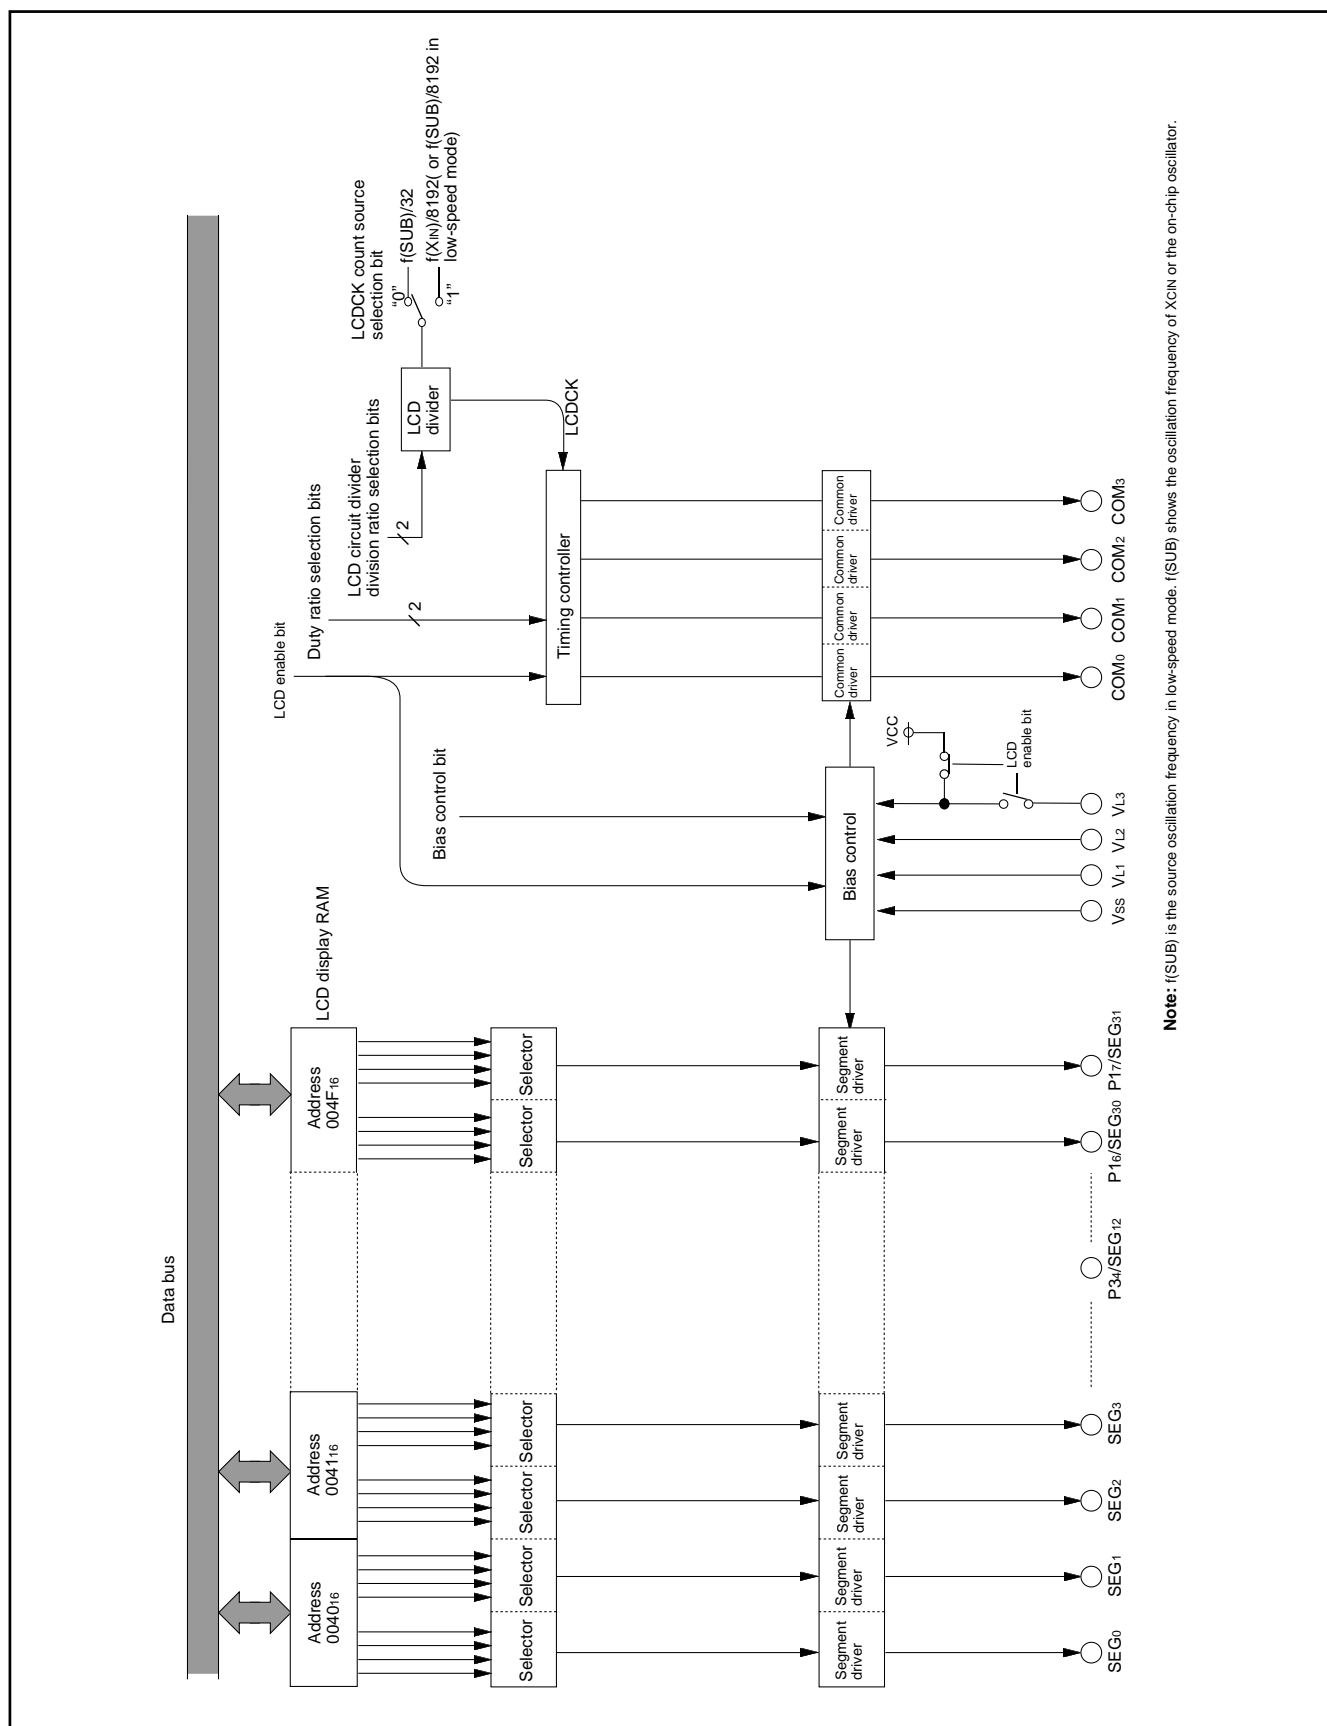 Data bus
LCD enable bit
Duty ratio selection bits
LCD circuit divider
division ratio selection bits
LCDCK count source
selection bit
"0"
f(SUB)/32
f(XIN)/8192( or f(SUB)/8192 in
low-speed mode)
"1"
2
2
LCD
divider
LCDCK
LCD display RAM
Bias control bit
Address
004016
Address
004116
Address
004F16
Timing controller
Selector
Selector
Selector
Selector
Selector
Selector
Segment
driver
Segment
driver
Segment
driver
Segment
driver
Segment
driver
Segment
driver
Bias control
Common
driver
Common
driver
Common
driver
Common
driver
VCC
LCD
enable bit
SEG0
SEG1
SEG2
SEG3
P34/SEG12
P16/SEG30
P17/SEG31
VSS
VL1
VL2
VL3
COM0
COM1
COM2
COM3
Note: f(SUB) is the source oscillation frequency in low-speed mode. f(SUB) shows the oscillation frequency of XCIN or the on-chip oscillator.